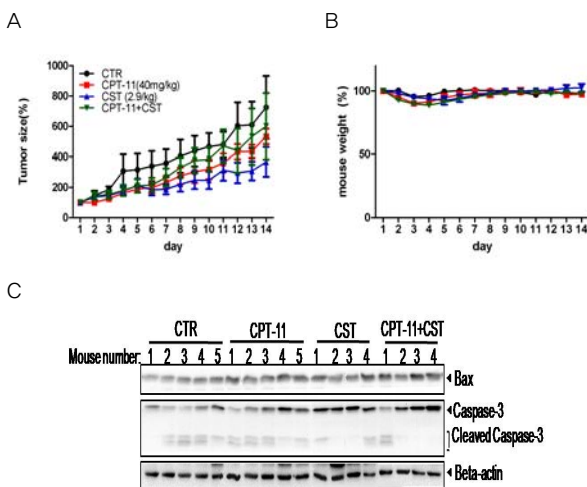 A
B
1000
800
600
400
200
0
Tumor size(%)
CTR
CPT-11(40mg/kg)
CST (2.9/kg)
CPT-11+CST
1 2 3 4 5 6 7 8 9 10 11 12 13 14
day
100
50
0
mouse weight (%)
1 2 3 4 5 6 7 8 9 10 11 12 13 14
day
C
CTR CPT-11 CST CPT-11+CST
Mouse number: 1 2 3 4 5 1 2 3 4 5 1 2 3 4 1 2 3 4
Bax
Caspase-3
Cleaved Caspase-3
Beta-actin